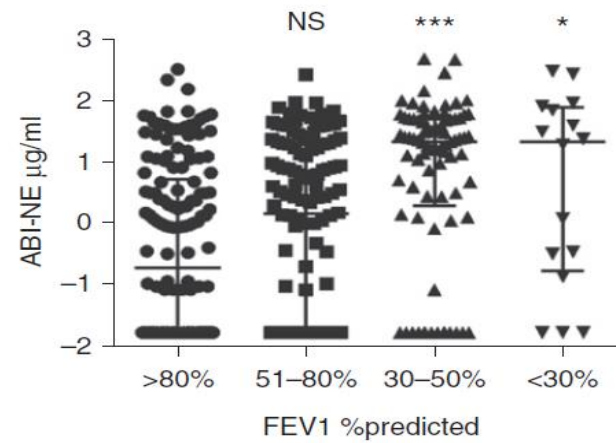 NS *** *
3
2
1
0
−1
−2
ABI-NE µg/ml
>80% 51–80% 30–50% <30%
FEV1 %predicted